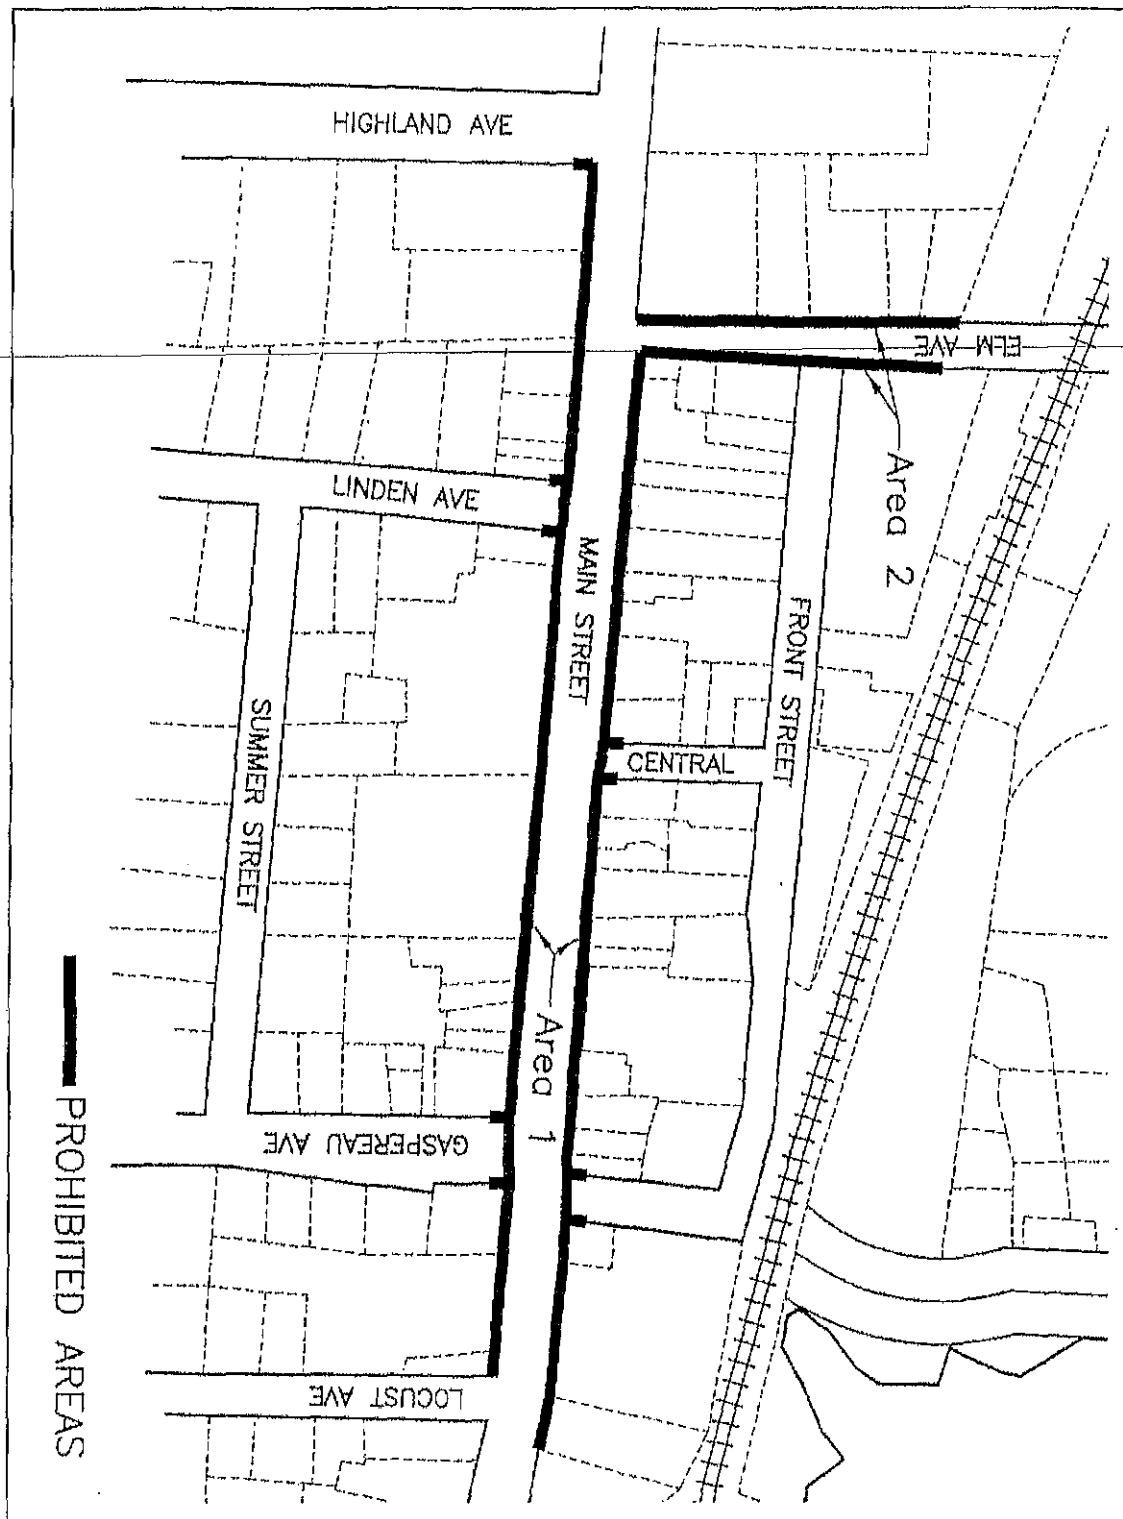 HIGHLAND AVE
ELM AVE
Area 2
LINDEN AVE
MAIN STREET
FRONT STREET
CENTRAL
SUMMER STREET
Area 1
GASPEREAU AVE
LOCUST AVE
PROHIBITED AREAS